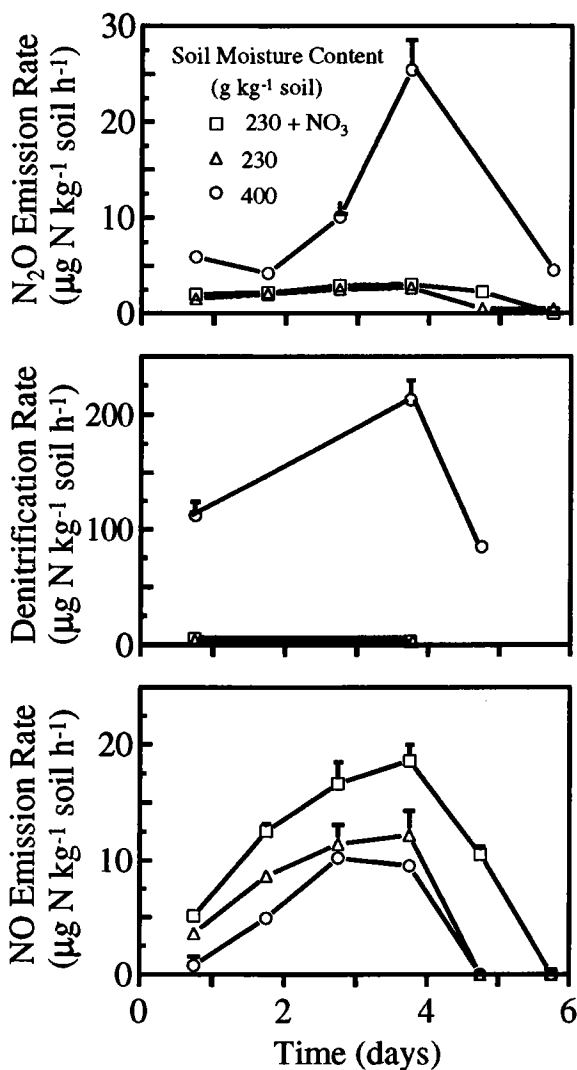 N₂O Emission Rate
(μg N kg⁻¹ soil h⁻¹)
30
20
10
0
Soil Moisture Content
(g kg⁻¹ soil)
230 + NO₃
230
400
Denitrification Rate
(μg N kg⁻¹ soil h⁻¹)
200
100
0
NO Emission Rate
(μg N kg⁻¹ soil h⁻¹)
20
10
0
0 2 4 6
Time (days)